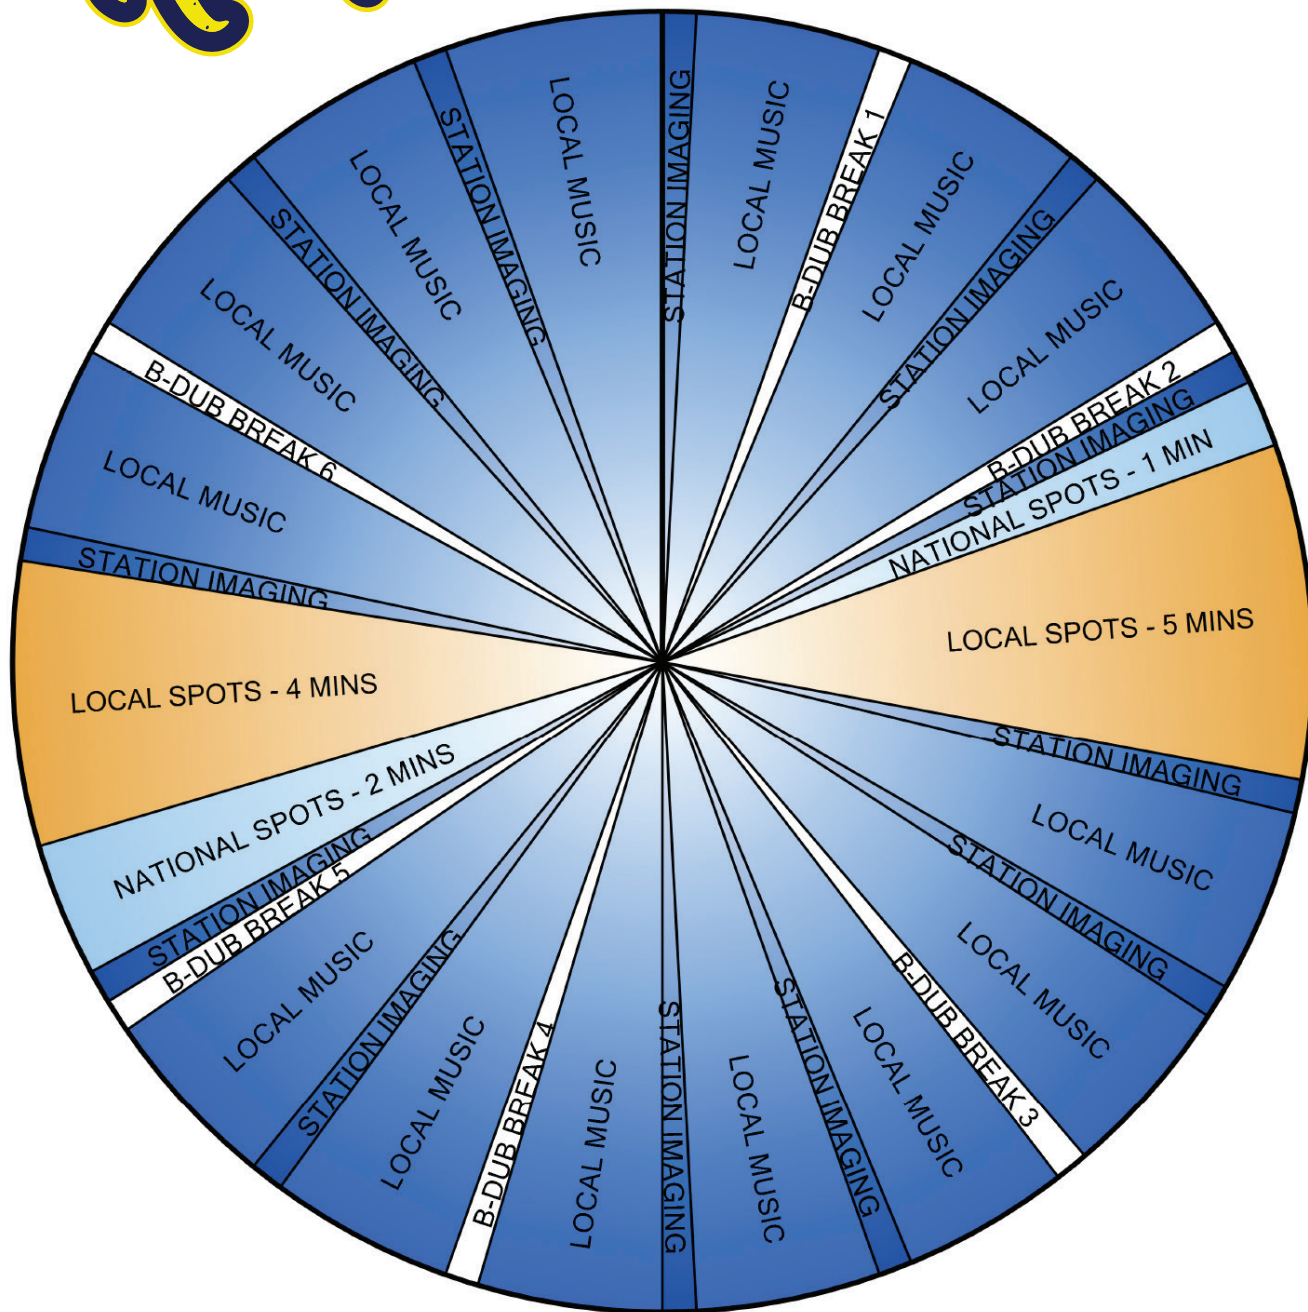 STATION IMAGING
LOCAL MUSIC
B-DUB BREAK 1
LOCAL MUSIC
STATION IMAGING
LOCAL MUSIC
B-DUB BREAK 2
STATION IMAGING
NATIONAL SPOTS - 1 MIN
LOCAL SPOTS - 5 MINS
STATION IMAGING
LOCAL MUSIC
STATION IMAGING
LOCAL MUSIC
B-DUB BREAK 3
LOCAL MUSIC
STATION IMAGING
LOCAL MUSIC
STATION IMAGING
LOCAL MUSIC
B-DUB BREAK 4
LOCAL MUSIC
STATION IMAGING
LOCAL MUSIC
B-DUB BREAK 5
STATION IMAGING
NATIONAL SPOTS - 2 MINS
LOCAL SPOTS - 4 MINS
STATION IMAGING
LOCAL MUSIC
B-DUB BREAK 6
LOCAL MUSIC
STATION IMAGING
LOCAL MUSIC
STATION IMAGING
LOCAL MUSIC